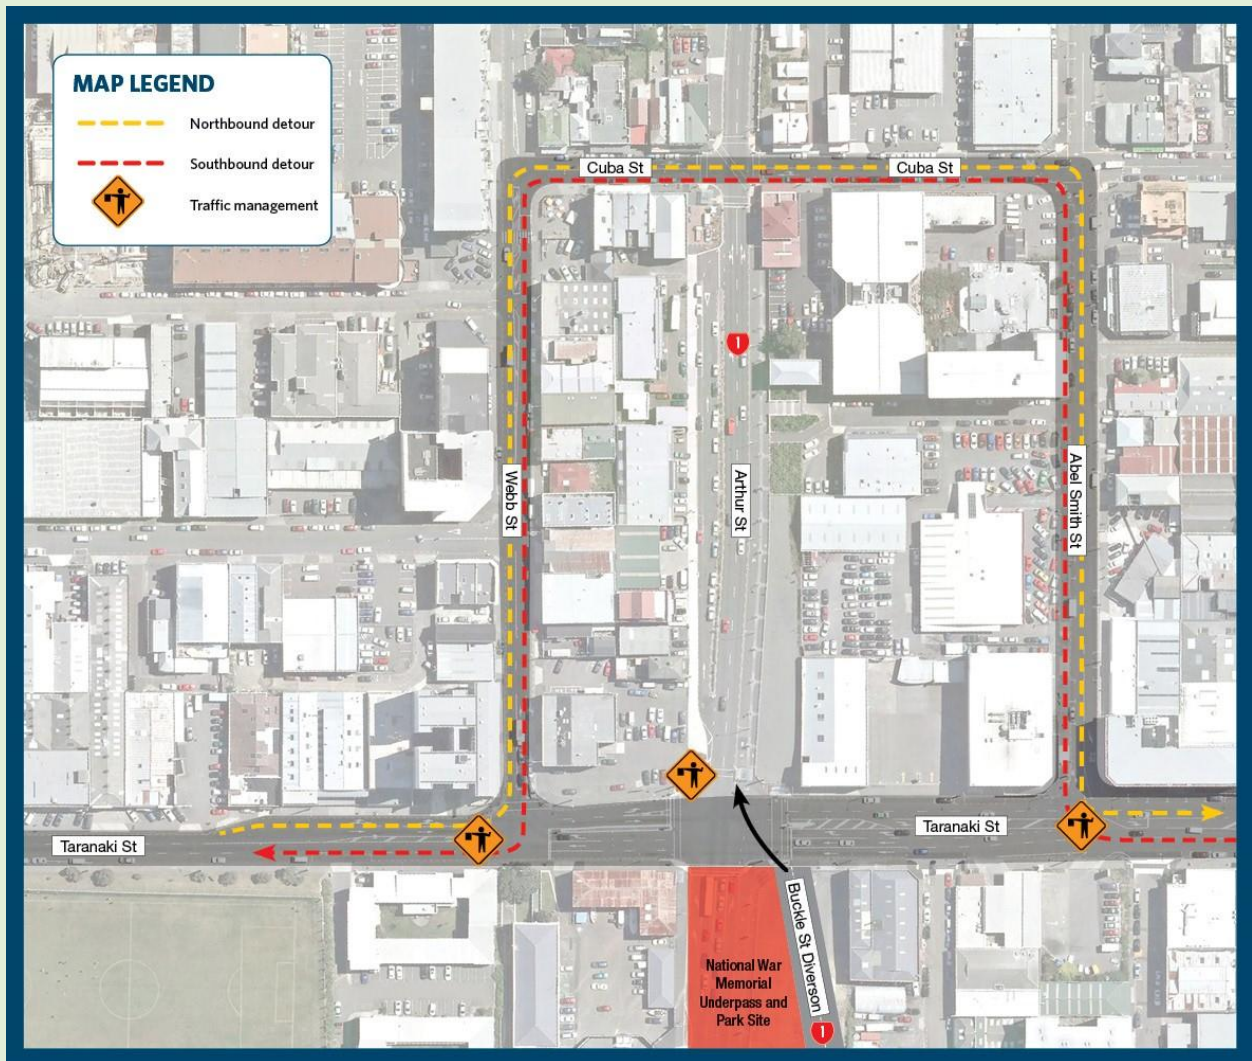 MAP LEGEND
Northbound detour
Southbound detour
Traffic management
Cuba St
Cuba St
1
Webb St
Arthur St
Abel Smith St
Taranaki St
Taranaki St
Buckle St Diverson
National War
Memorial
Underpass and
Park Site
1